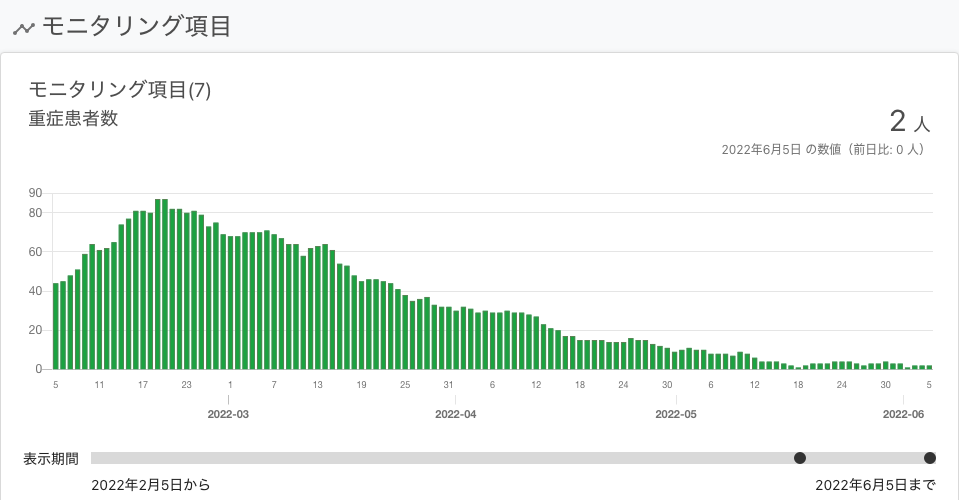 モニタリング項目
モニタリング項目(7)
重症患者数
2 人
2022年6月5日 の数値（前日比: 0 人）
90
80
60
40
20
0
5 11 17 23 1 7 13 19 25 31 6 12 18 24 30 6 12 18 24 30 5
2022-03 2022-04 2022-05 2022-06
表示期間
2022年2月5日から 2022年6月5日まで